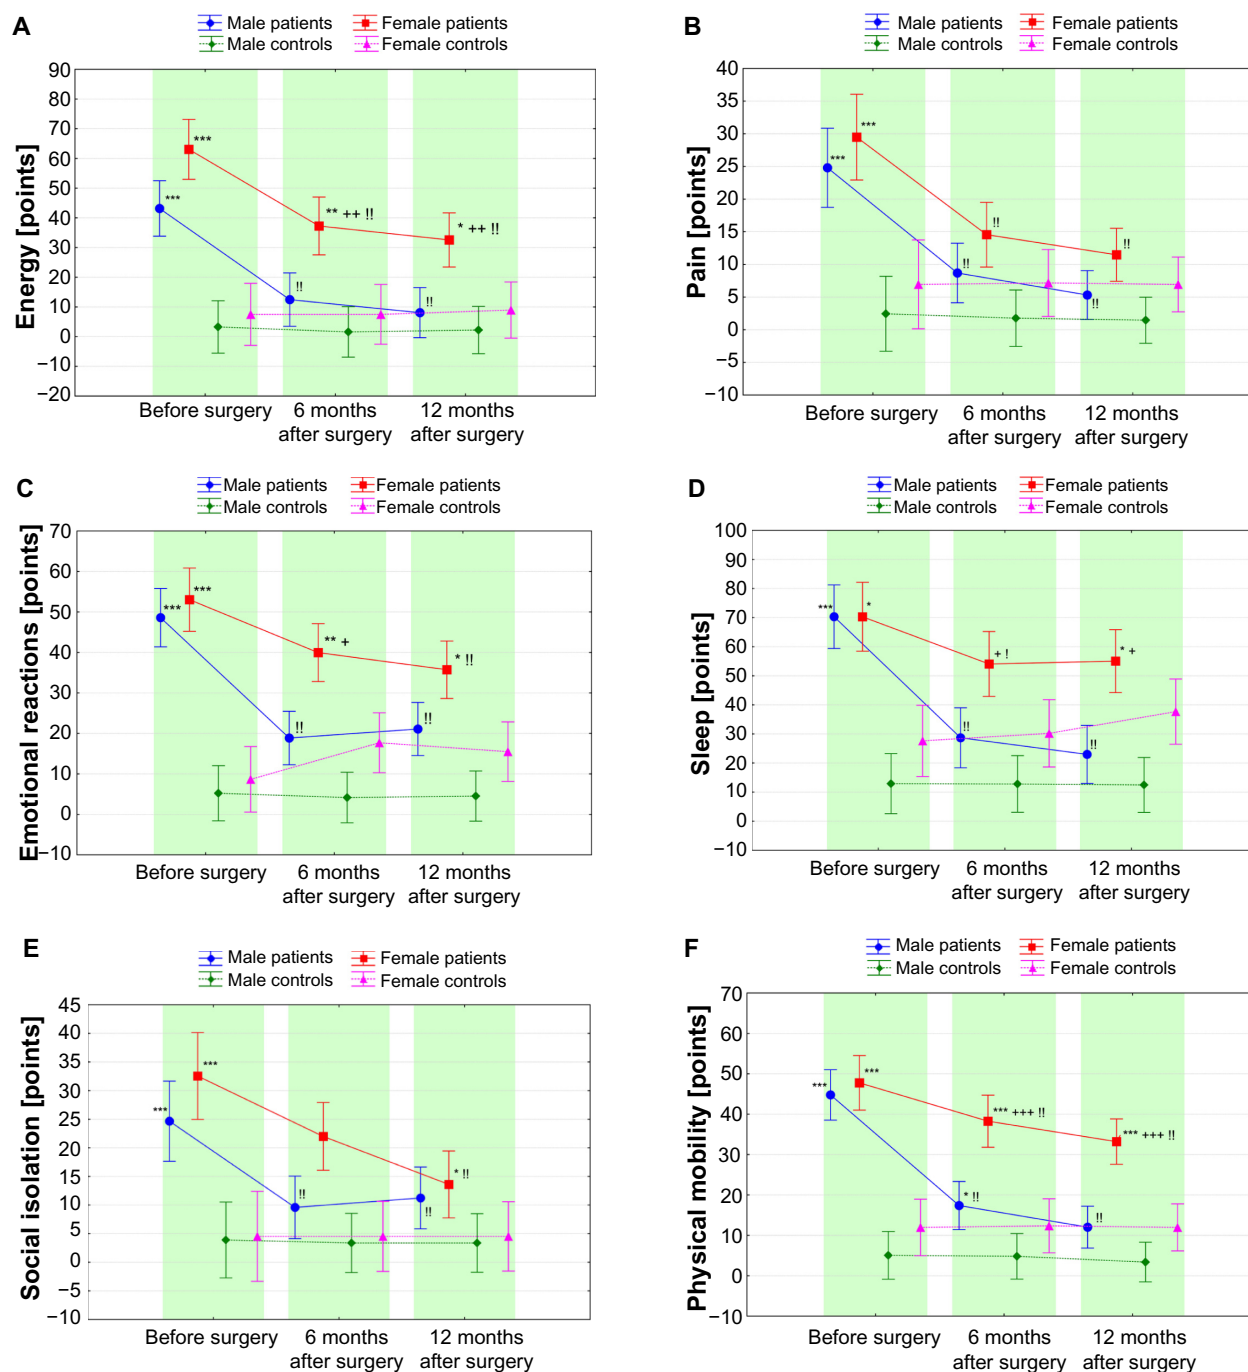 A
Male patients Female patients
Male controls Female controls
Energy [points]
90
80
70
60
50
40
30
20
10
0
−10
−20
***
***
** ++ !!
* ++ !!
!!
!!
Before surgery 6 months after surgery 12 months after surgery
B
Male patients Female patients
Male controls Female controls
Pain [points]
40
35
30
25
20
15
10
5
0
−5
−10
***
***
!!
!!
!!
!!
Before surgery 6 months after surgery 12 months after surgery
C
Male patients Female patients
Male controls Female controls
Emotional reactions [points]
70
60
50
40
30
20
10
0
−10
***
***
** +
* !!
!!
!!
Before surgery 6 months after surgery 12 months after surgery
D
Male patients Female patients
Male controls Female controls
Sleep [points]
100
90
80
70
60
50
40
30
20
10
0
−10
***
*
+ !
* +
!!
!!
Before surgery 6 months after surgery 12 months after surgery
E
Male patients Female patients
Male controls Female controls
Social isolation [points]
45
40
35
30
25
20
15
10
5
0
−5
−10
***
***
* !!
!!
!!
Before surgery 6 months after surgery 12 months after surgery
F
Male patients Female patients
Male controls Female controls
Physical mobility [points]
70
60
50
40
30
20
10
0
−10
***
***
*** +++ !!
*** +++ !!
* !!
!!
Before surgery 6 months after surgery 12 months after surgery